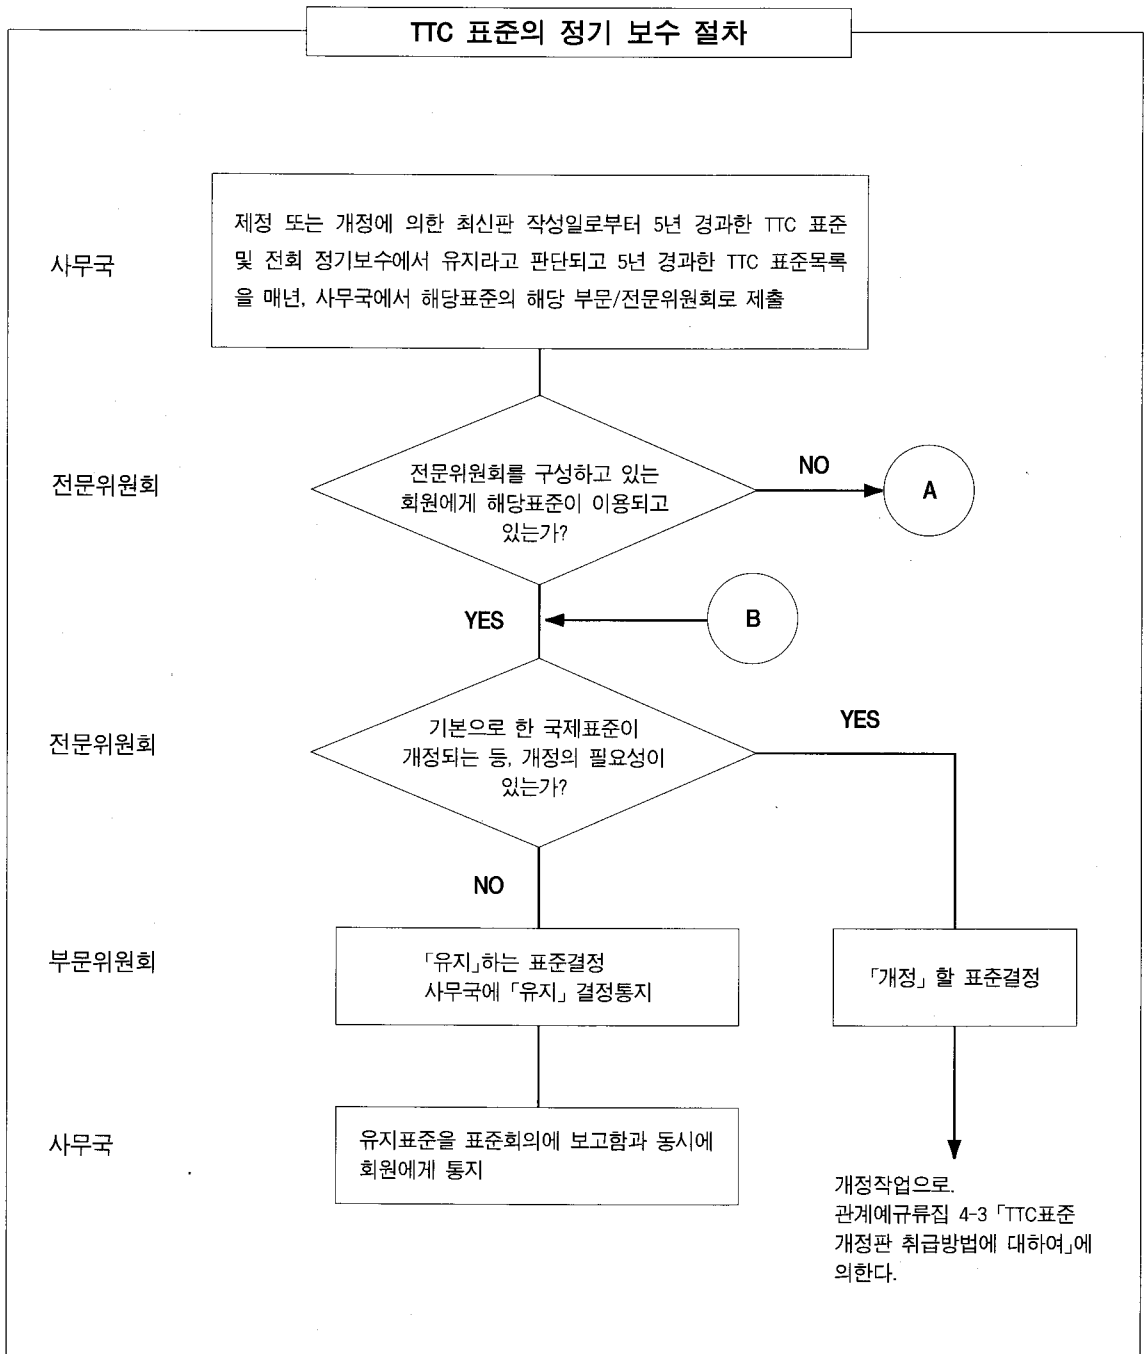 TTC 표준의 정기 보수 절차
사무국
제정 또는 개정에 의한 최신판 작성일로부터 5년 경과한 TTC 표준
및 전회 정기보수에서 유지라고 판단되고 5년 경과한 TTC 표준목록
을 매년, 사무국에서 해당표준의 해당 부문/전문위원회로 제출
전문위원회
전문위원회를 구성하고 있는
회원에게 해당표준이 이용되고
있는가?
NO
A
YES
B
전문위원회
기본으로 한 국제표준이
개정되는 등, 개정의 필요성이
있는가?
YES
NO
부문위원회
「유지」하는 표준결정
사무국에 「유지」 결정통지
「개정」 할 표준결정
사무국
유지표준을 표준회의에 보고함과 동시에
회원에게 통지
개정작업으로.
관계예규류집 4-3 「TTC표준
개정판 취급방법에 대하여」에
의한다.